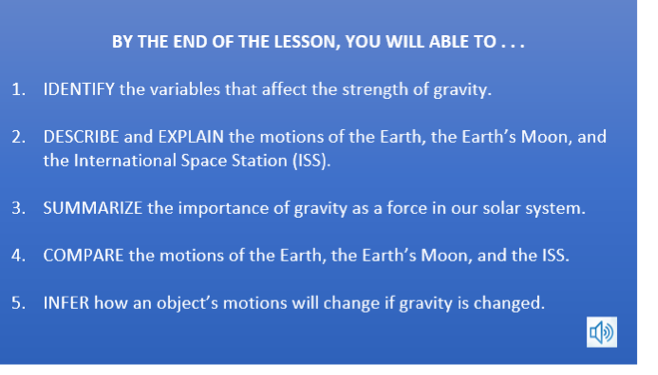 BY THE END OF THE LESSON, YOU WILL ABLE TO . . .
1. IDENTIFY the variables that affect the strength of gravity.
2. DESCRIBE and EXPLAIN the motions of the Earth, the Earth’s Moon, and
the International Space Station (ISS).
3. SUMMARIZE the importance of gravity as a force in our solar system.
4. COMPARE the motions of the Earth, the Earth’s Moon, and the ISS.
5. INFER how an object’s motions will change if gravity is changed.